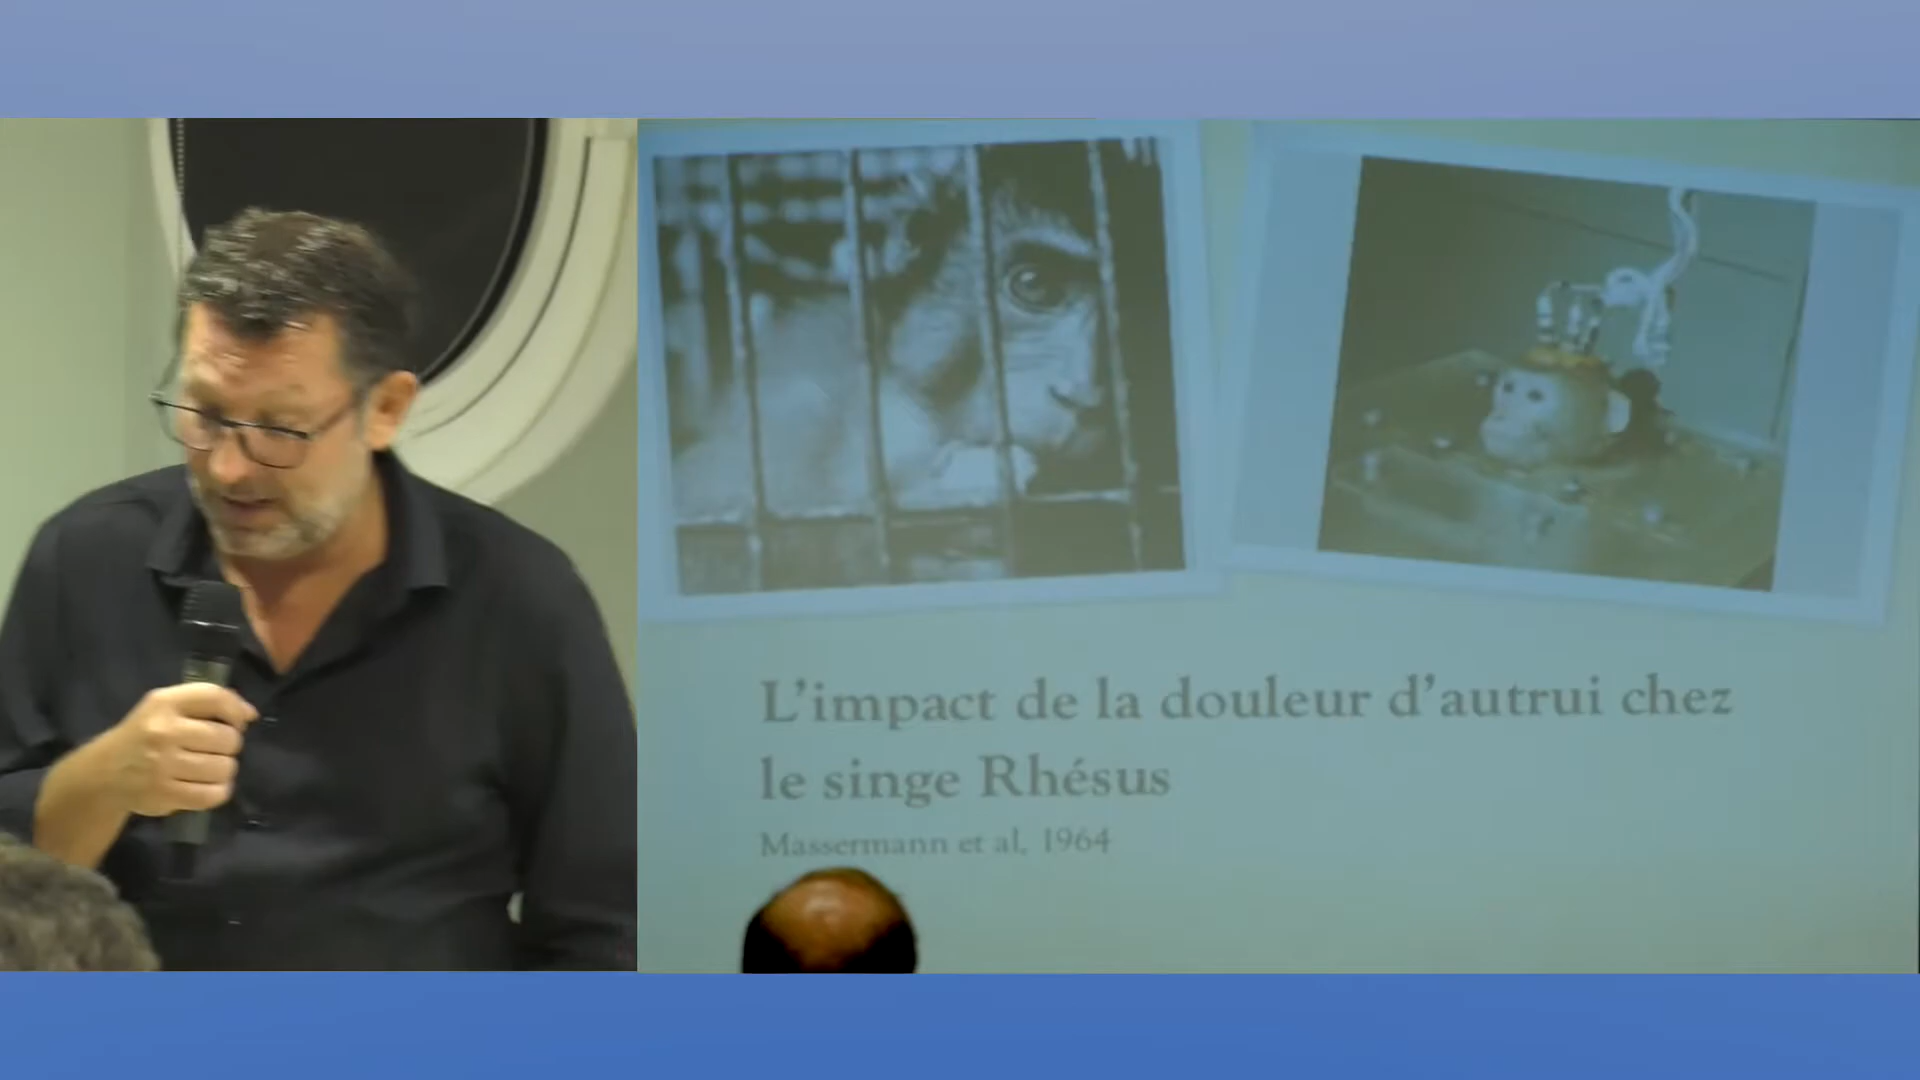 L'impact de la douleur d'autrui chez
le singe Rhésus
Massermann et al, 1964